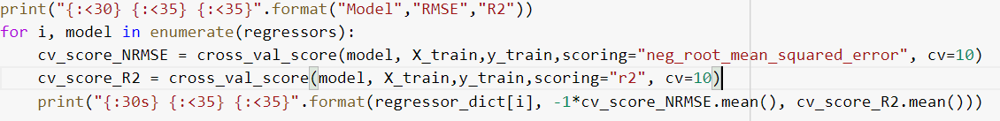 print("{:<30} {:<35} {:<35}".format("Model","RMSE","R2"))
for i, model in enumerate(regressors):
    cv_score_NRMSE = cross_val_score(model, X_train,y_train,scoring="neg_root_mean_squared_error", cv=10)
    cv_score_R2 = cross_val_score(model, X_train,y_train,scoring="r2", cv=10)
    print("{:30s} {:<35} {:<35}".format(regressor_dict[i], -1*cv_score_NRMSE.mean(), cv_score_R2.mean()))